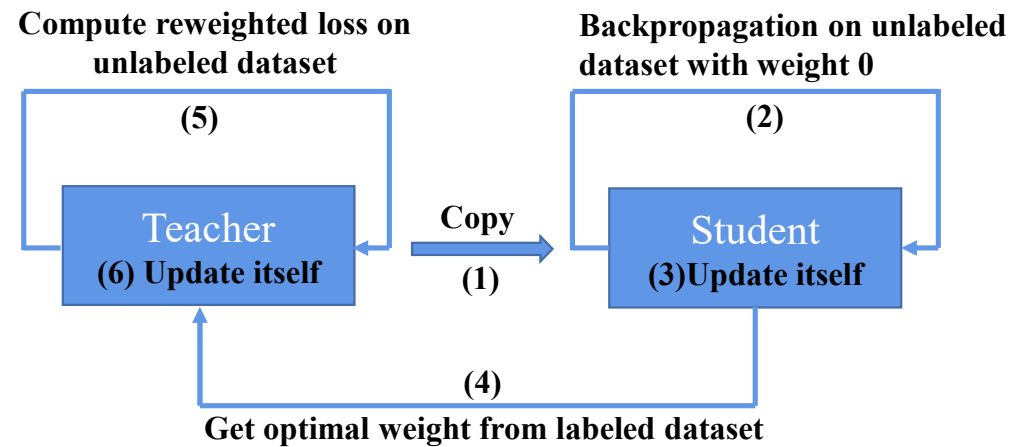 Compute reweighted loss on
unlabeled dataset
(5)
Backpropagation on unlabeled
dataset with weight 0
(2)
Teacher
(6) Update itself
Copy
(1)
Student
(3)Update itself
(4)
Get optimal weight from labeled dataset